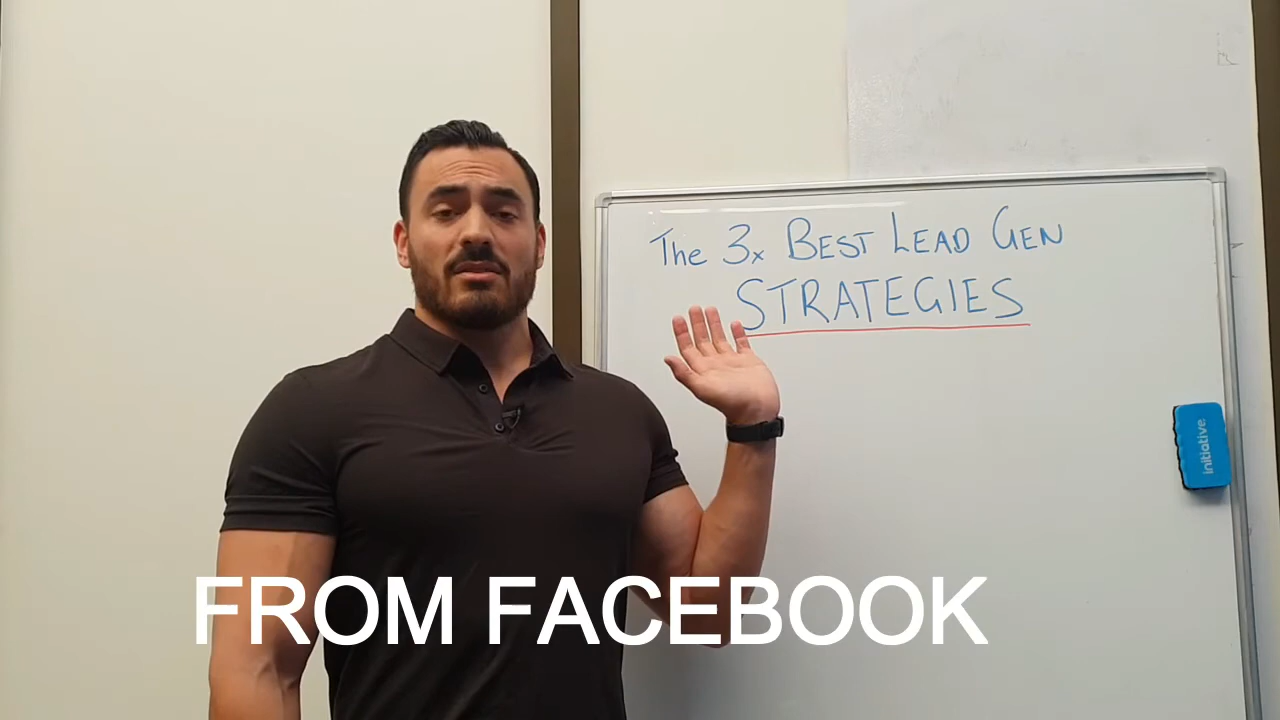 The 3x BEST LEAD GEN
STRATEGIES
initiative
FROM FACEBOOK